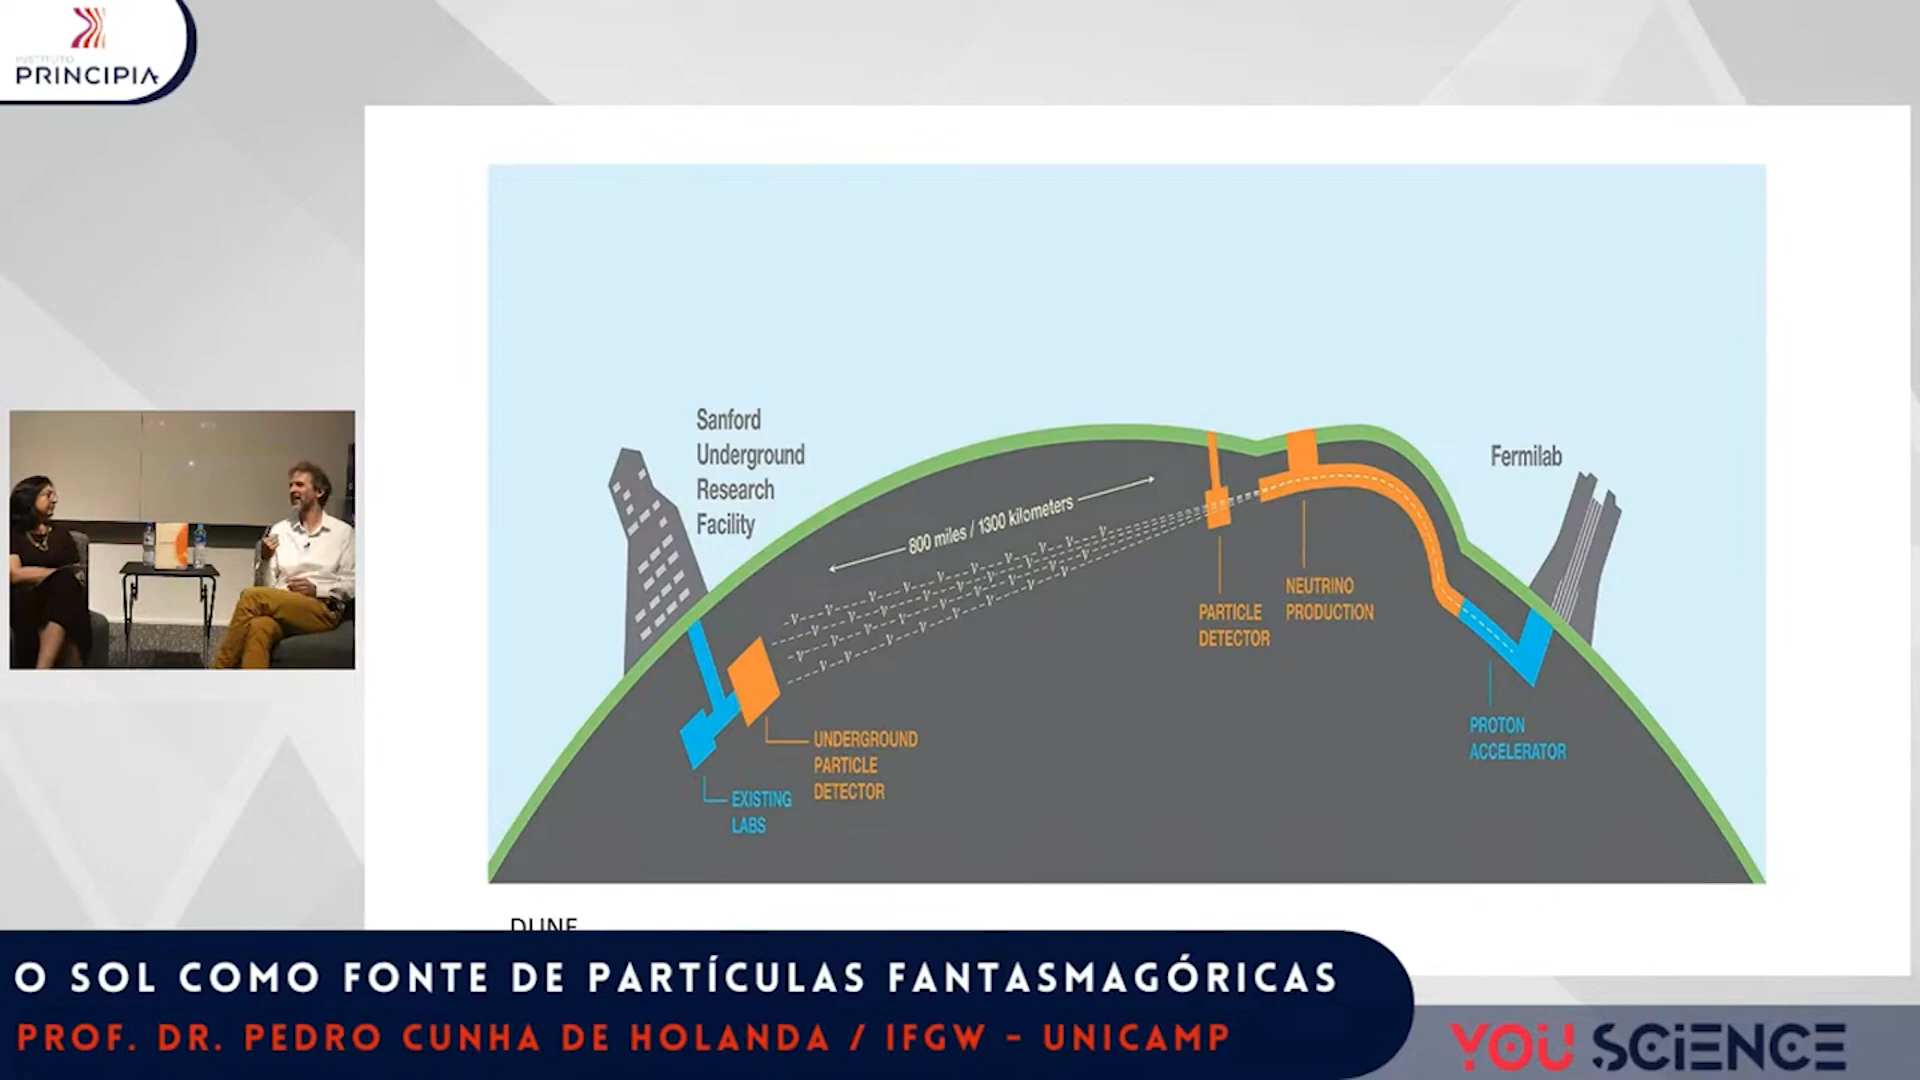 INSTITUTO
PRINCIPIA
Sanford
Underground
Research
Facility
Fermilab
800 miles / 1300 kilometers
ν ν ν ν ν ν
ν ν ν ν ν
ν ν ν ν ν
ν ν ν ν ν
PARTICLE
DETECTOR
NEUTRINO
PRODUCTION
UNDERGROUND
PARTICLE
DETECTOR
EXISTING
LABS
PROTON
ACCELERATOR
DUNE
O SOL COMO FONTE DE PARTÍCULAS FANTASMAGÓRICAS
PROF. DR. PEDRO CUNHA DE HOLANDA / IFGW - UNICAMP
YOU SCIENCE